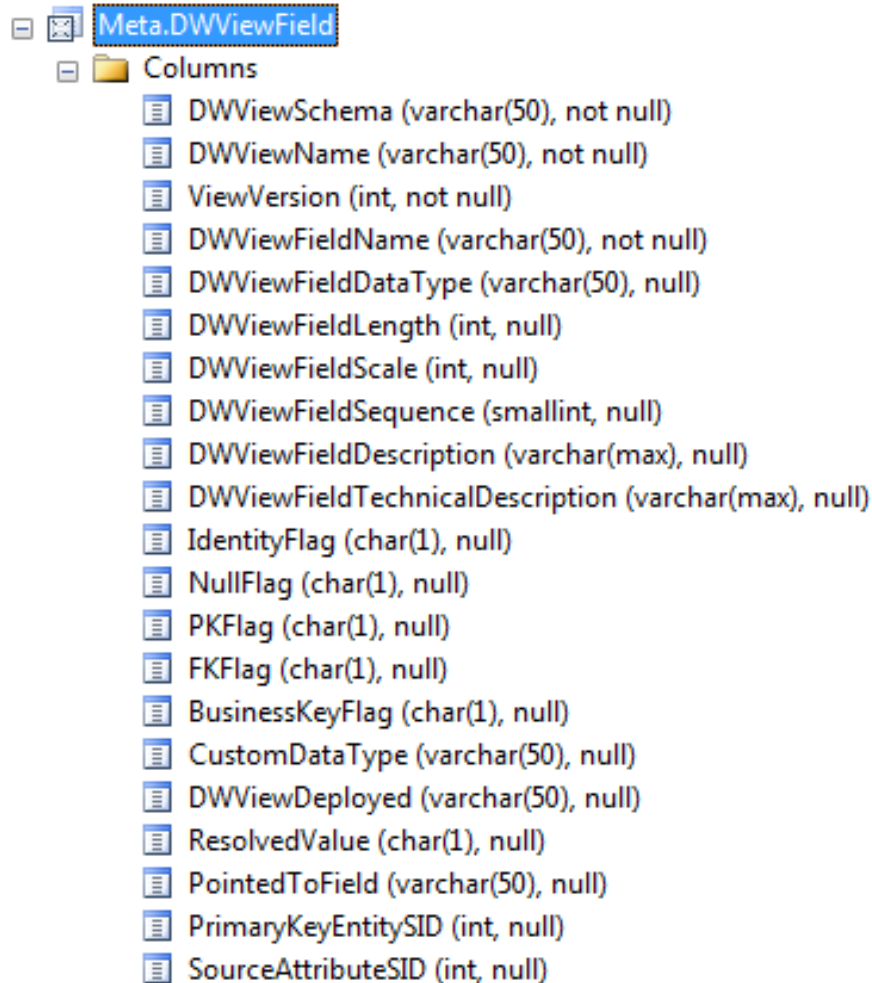 Meta.DWViewField
Columns
DWViewSchema (varchar(50), not null)
DWViewName (varchar(50), not null)
ViewVersion (int, not null)
DWViewFieldName (varchar(50), not null)
DWViewFieldDataType (varchar(50), null)
DWViewFieldLength (int, null)
DWViewFieldScale (int, null)
DWViewFieldSequence (smallint, null)
DWViewFieldDescription (varchar(max), null)
DWViewFieldTechnicalDescription (varchar(max), null)
IdentityFlag (char(1), null)
NullFlag (char(1), null)
PKFlag (char(1), null)
FKFlag (char(1), null)
BusinessKeyFlag (char(1), null)
CustomDataType (varchar(50), null)
DWViewDeployed (varchar(50), null)
ResolvedValue (char(1), null)
PointedToField (varchar(50), null)
PrimaryKeyEntitySID (int, null)
SourceAttributeSID (int, null)